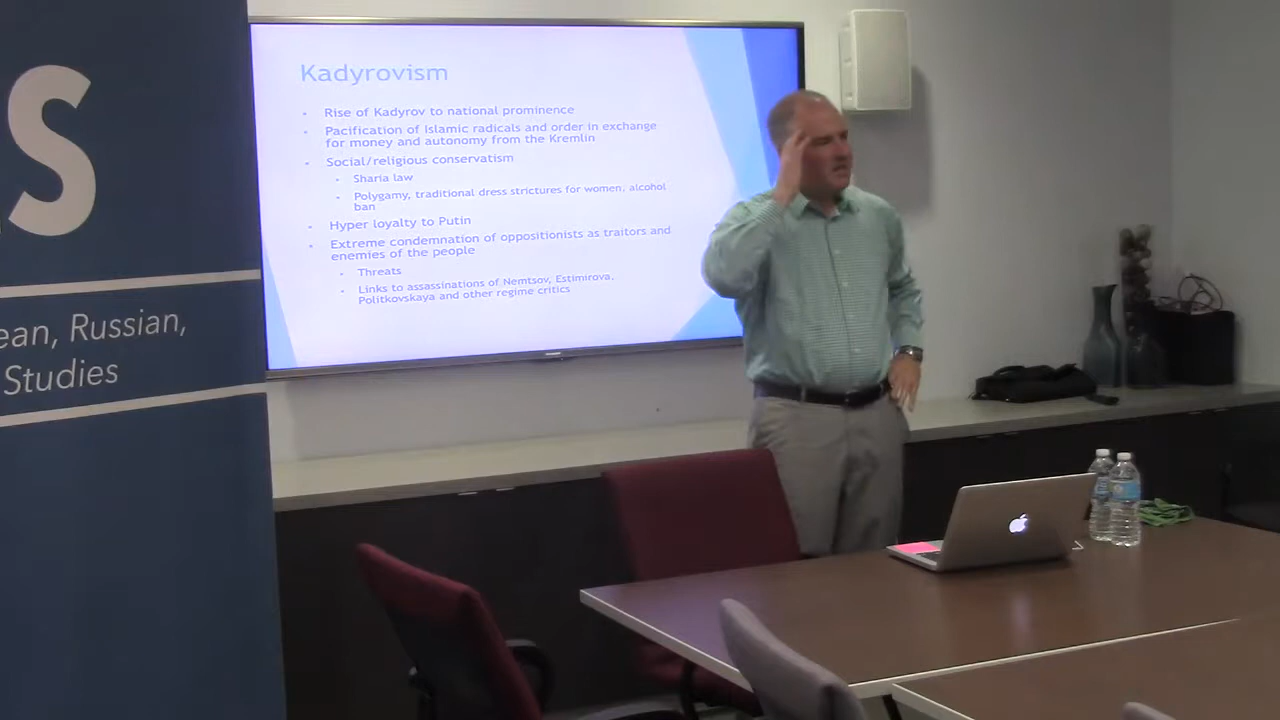 S
ean, Russian,
Studies
Kadyrovism
Rise of Kadyrov to national prominence
Pacification of Islamic radicals and order in exchange
for money and autonomy from the Kremlin
Social/religious conservatism
Sharia law
Polygamy, traditional dress strictures for women, alcohol
ban
Hyper loyalty to Putin
Extreme condemnation of oppositionists as traitors and
enemies of the people
Threats
Links to assassinations of Nemtsov, Estimirova,
Politkovskaya and other regime critics